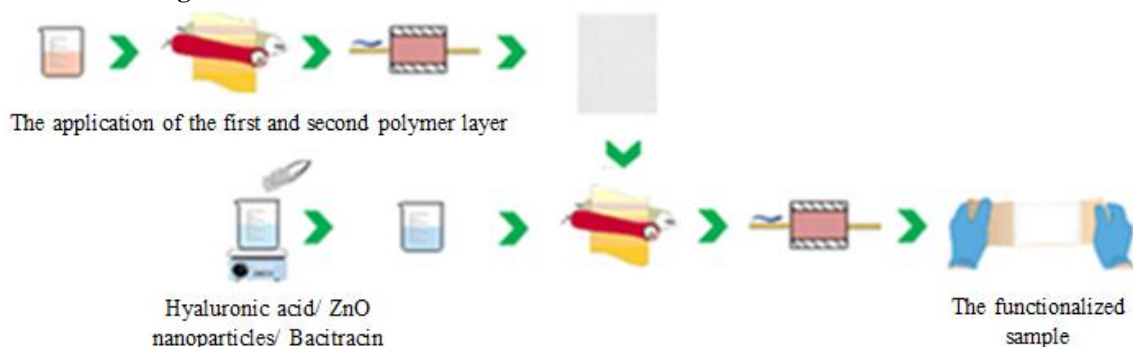 The application of the first and second polymer layer
Hyaluronic acid/ ZnO
nanoparticles/ Bacitracin
The functionalized
sample